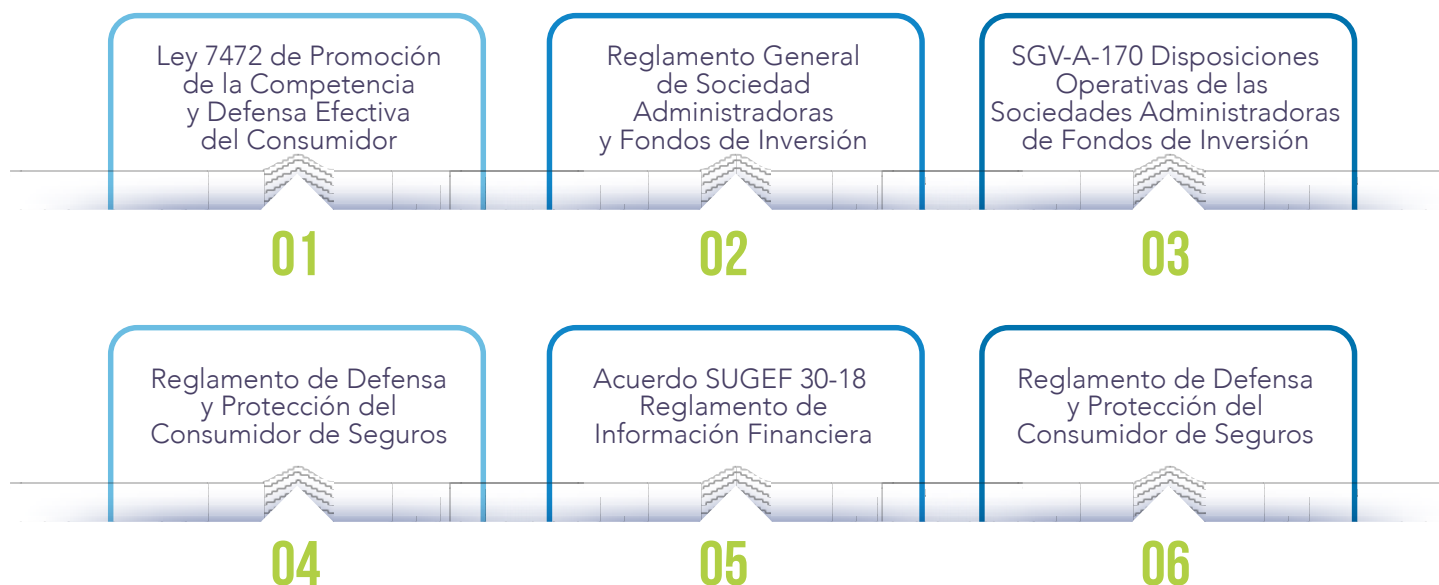 Ley 7472 de Promoción
de la Competencia
y Defensa Efectiva
del Consumidor
01
Reglamento General
de Sociedad
Administradoras
y Fondos de Inversión
02
SGV-A-170 Disposiciones
Operativas de las
Sociedades Administradoras
de Fondos de Inversión
03
Reglamento de Defensa
y Protección del
Consumidor de Seguros
04
Acuerdo SUGEF 30-18
Reglamento de
Información Financiera
05
Reglamento de Defensa
y Protección del
Consumidor de Seguros
06